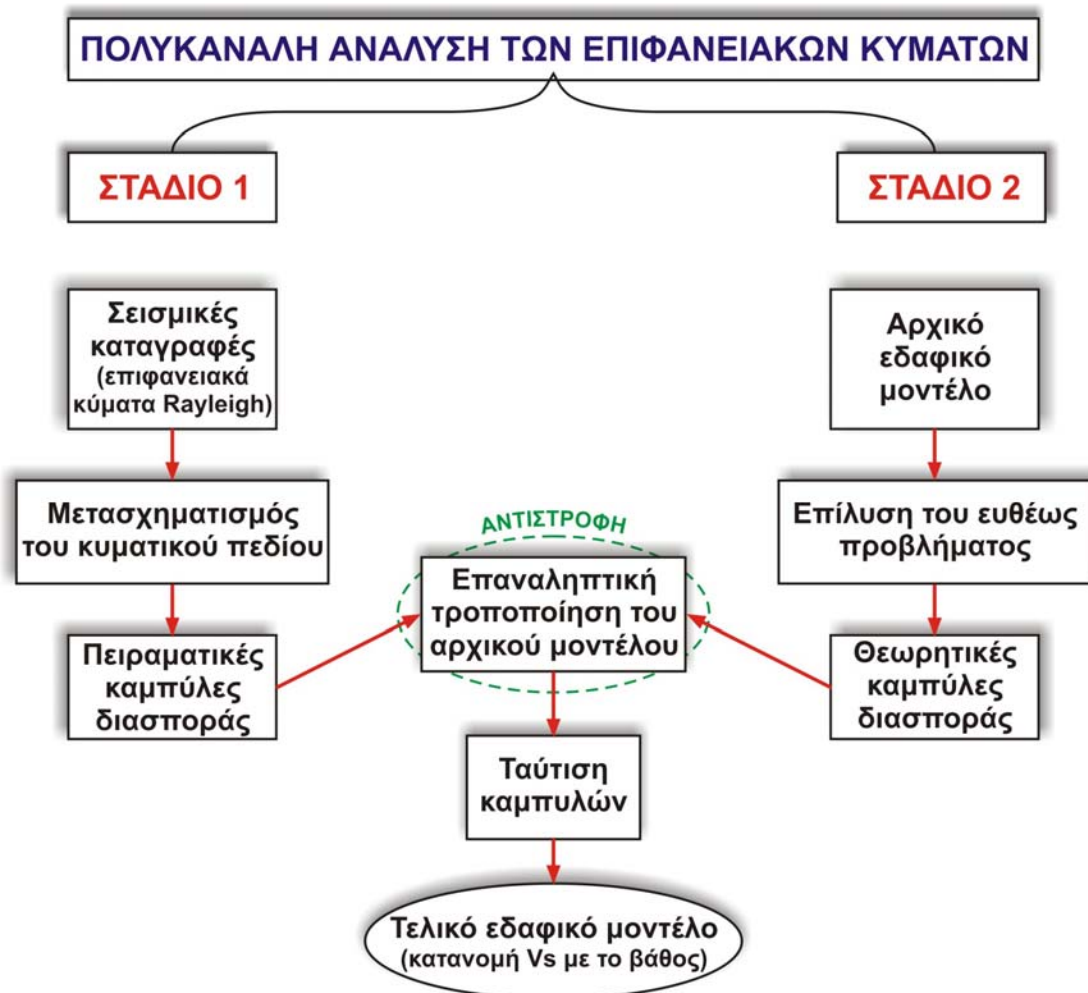 ΠΟΛΥΚΑΝΑΛΗ ΑΝΑΛΥΣΗ ΤΩΝ ΕΠΙΦΑΝΕΙΑΚΩΝ ΚΥΜΑΤΩΝ
ΣΤΑΔΙΟ 1
ΣΤΑΔΙΟ 2
Σεισμικές
καταγραφές
(επιφανειακά
κύματα Rayleigh)
Αρχικό
εδαφικό
μοντέλο
Μετασχηματισμός
του κυματικού πεδίου
Επίλυση του ευθέως
προβλήματος
ΑΝΤΙΣΤΡΟΦΗ
Επαναληπτική
τροποποίηση του
αρχικού μοντέλου
Πειραματικές
καμπύλες
διασποράς
Θεωρητικές
καμπύλες
διασποράς
Ταύτιση
καμπυλών
Τελικό εδαφικό μοντέλο
(κατανομή Vs με το βάθος)